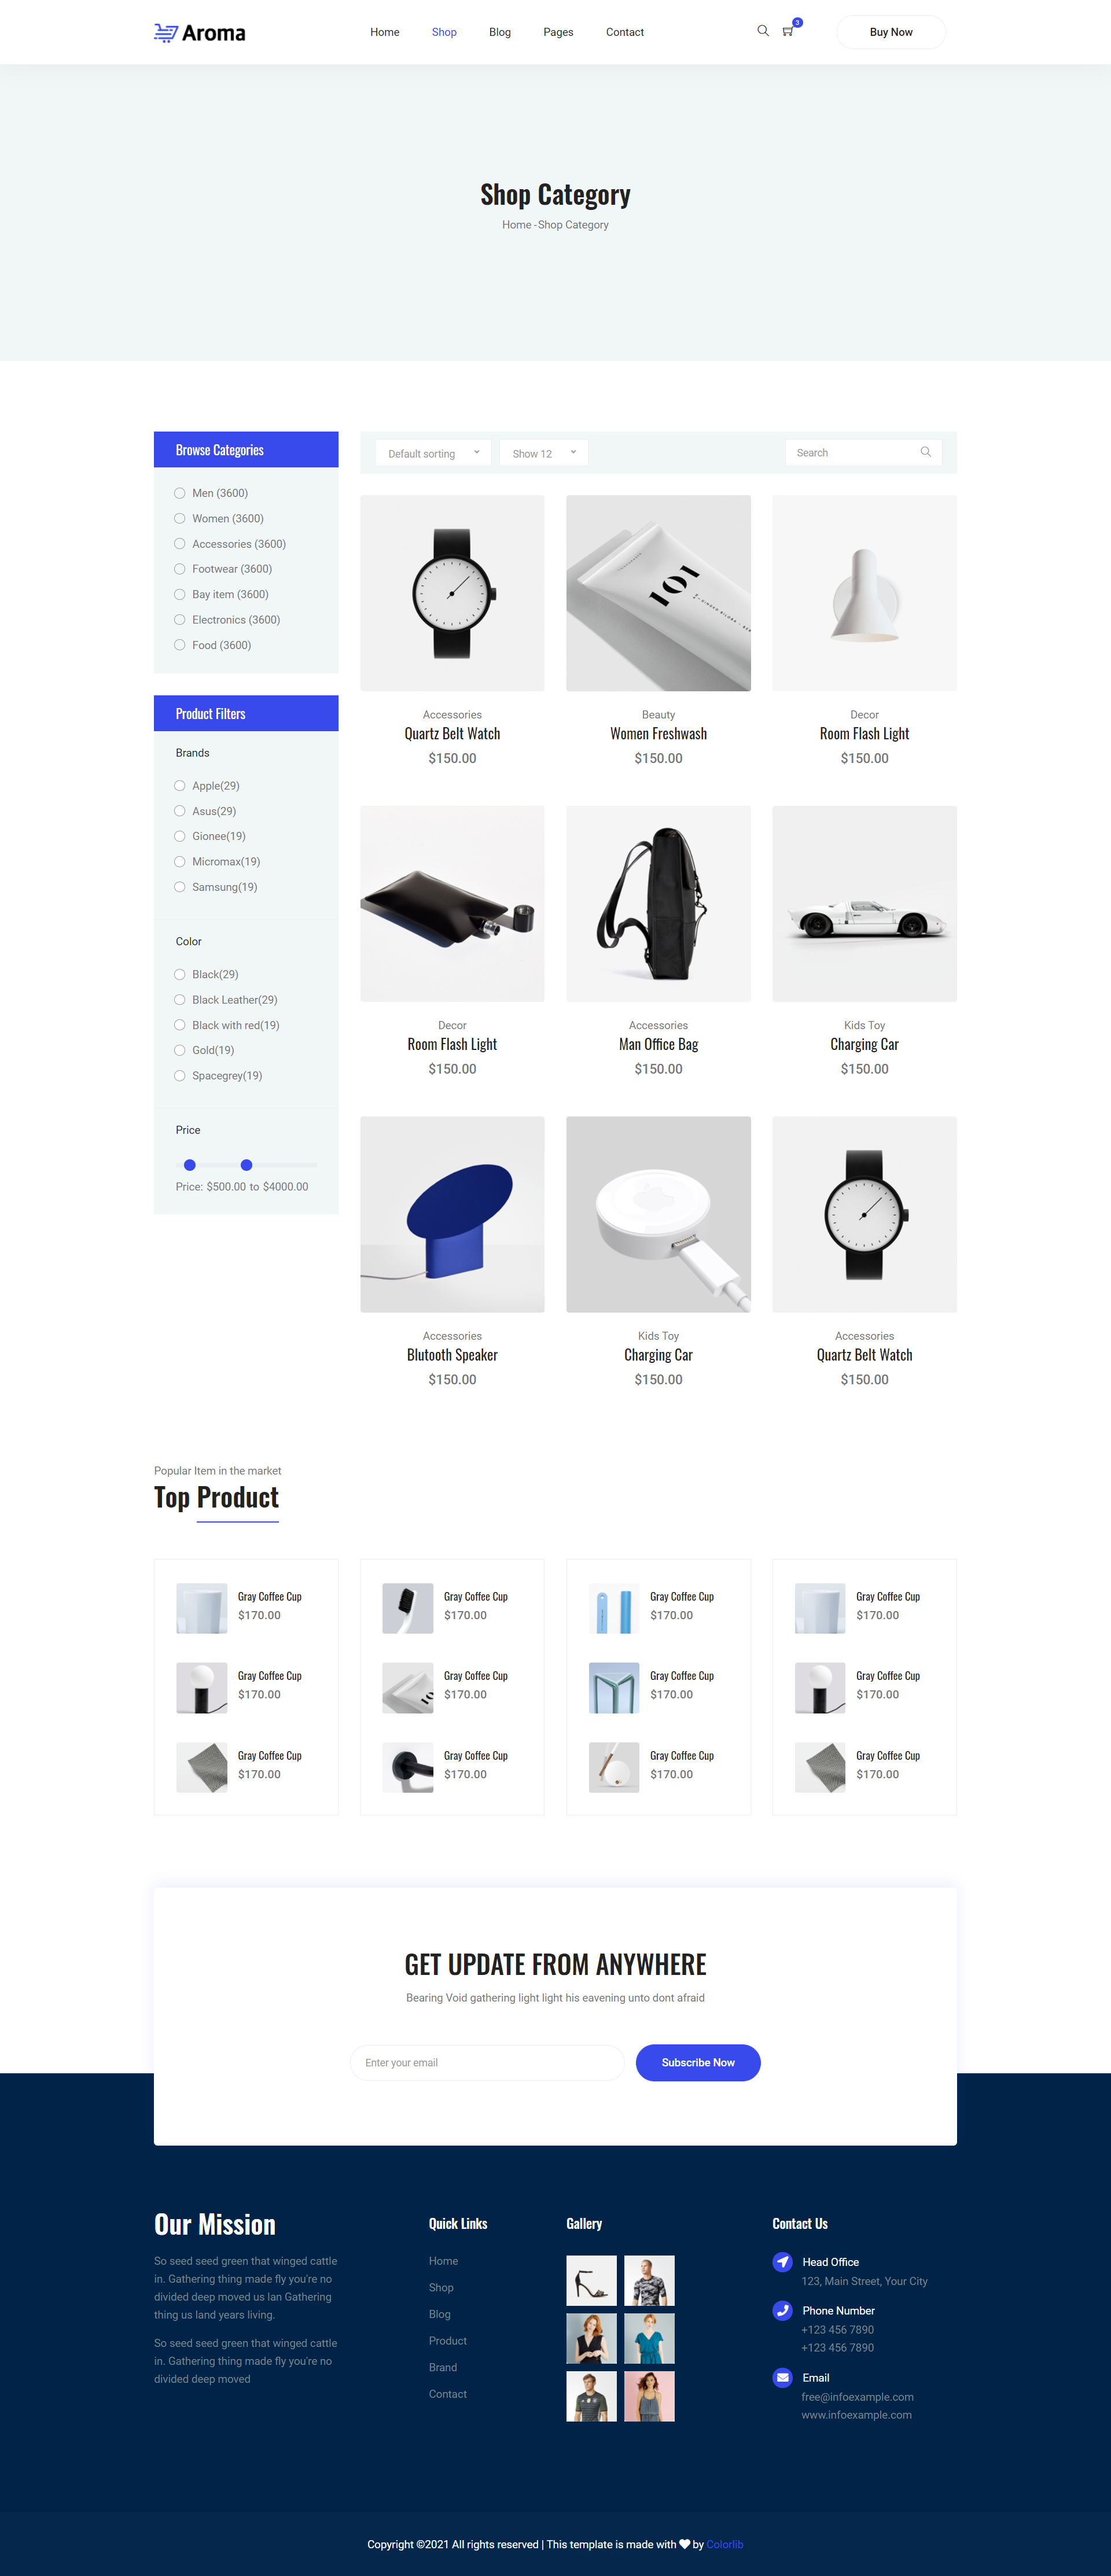 Aroma
Home
Shop
Blog
Pages
Contact
3
Buy Now
Shop Category
Home - Shop Category
Browse Categories
Men (3600)
Women (3600)
Accessories (3600)
Footwear (3600)
Bay item (3600)
Electronics (3600)
Food (3600)
Product Filters
Brands
Apple(29)
Asus(29)
Gionee(19)
Micromax(19)
Samsung(19)
Color
Black(29)
Black Leather(29)
Black with red(19)
Gold(19)
Spacegrey(19)
Price
Price: $500.00 to $4000.00
Default sorting
Show 12
Search
101
Accessories
Quartz Belt Watch
$150.00
Beauty
Women Freshwash
$150.00
Decor
Room Flash Light
$150.00
Decor
Room Flash Light
$150.00
Accessories
Man Office Bag
$150.00
Kids Toy
Charging Car
$150.00
Accessories
Blutooth Speaker
$150.00
Kids Toy
Charging Car
$150.00
Accessories
Quartz Belt Watch
$150.00
Popular Item in the market
Top Product
Gray Coffee Cup
$170.00
Gray Coffee Cup
$170.00
Gray Coffee Cup
$170.00
Gray Coffee Cup
$170.00
Gray Coffee Cup
$170.00
Gray Coffee Cup
$170.00
Gray Coffee Cup
$170.00
Gray Coffee Cup
$170.00
Gray Coffee Cup
$170.00
Gray Coffee Cup
$170.00
Gray Coffee Cup
$170.00
Gray Coffee Cup
$170.00
GET UPDATE FROM ANYWHERE
Bearing Void gathering light light his eavening unto dont afraid
Enter your email
Subscribe Now
Our Mission
So seed seed green that winged cattle
in. Gathering thing made fly you're no
divided deep moved us lan Gathering
thing us land years living.
So seed seed green that winged cattle
in. Gathering thing made fly you're no
divided deep moved
Quick Links
Home
Shop
Blog
Product
Brand
Contact
Gallery
Contact Us
Head Office
123, Main Street, Your City
Phone Number
+123 456 7890
+123 456 7890
Email
free@infoexample.com
www.infoexample.com
Copyright ©2021 All rights reserved | This template is made with by Colorlib